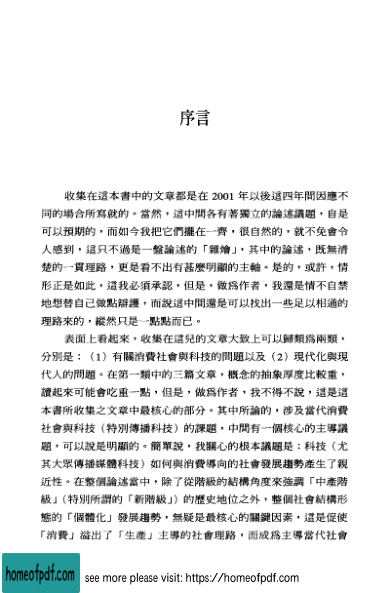 序言
收集在這本書中的文章都是在 2001 年以後這四年間因應不
同的場合所寫就的。當然，這中間各有著獨立的論述議題，自是
可以預期的，而如今我把它們擺在一齊，很自然的，就不免會令
人感到，這只不過是一盤論述的「雜燴」，其中的論述，既無清
楚的一貫理路，更是看不出有甚麼明顯的主軸。是的，或許，情
形正是如此，這我必須承認。但是，做為作者，我還是情不自禁
地想替自己做點辯護，而說這中間還是可以找出一些足以相通的
理路來的，縱然只是一點點而已。
表面上看起來，收集在這兒的文章大致上可以歸類為兩類，
分別是：（1）有關消費社會與科技的問題以及（2）現代化與現
代人的問題。在第一類中的三篇文章，概念的抽象厚度比較重，
讀起來可能會吃重一點，但是，做為作者，我不得不說，這是這
本書所收集之文章中最核心的部分。其中所論的，涉及當代消費
社會與科技（特別傳播科技）的課題，中間有一個核心的主導議
題，可以說是明顯的。簡單說，我關心的根本議題是：科技（尤
其大眾傳播媒體科技）如何與消費導向的社會發展趨勢產生了親
近性。在整個論述當中，除了從階級的結構角度來強調「中產階
級」（特別所謂的「新階級」）的歷史地位之外，整個社會結構形
態的「個體化」發展趨勢，無疑是最核心的關鍵因素，這是促使
「消費」溢出了「生產」主導的社會理路，而成為主導當代社會
homeofpdf.com
see more please visit: https://homeofpdf.com